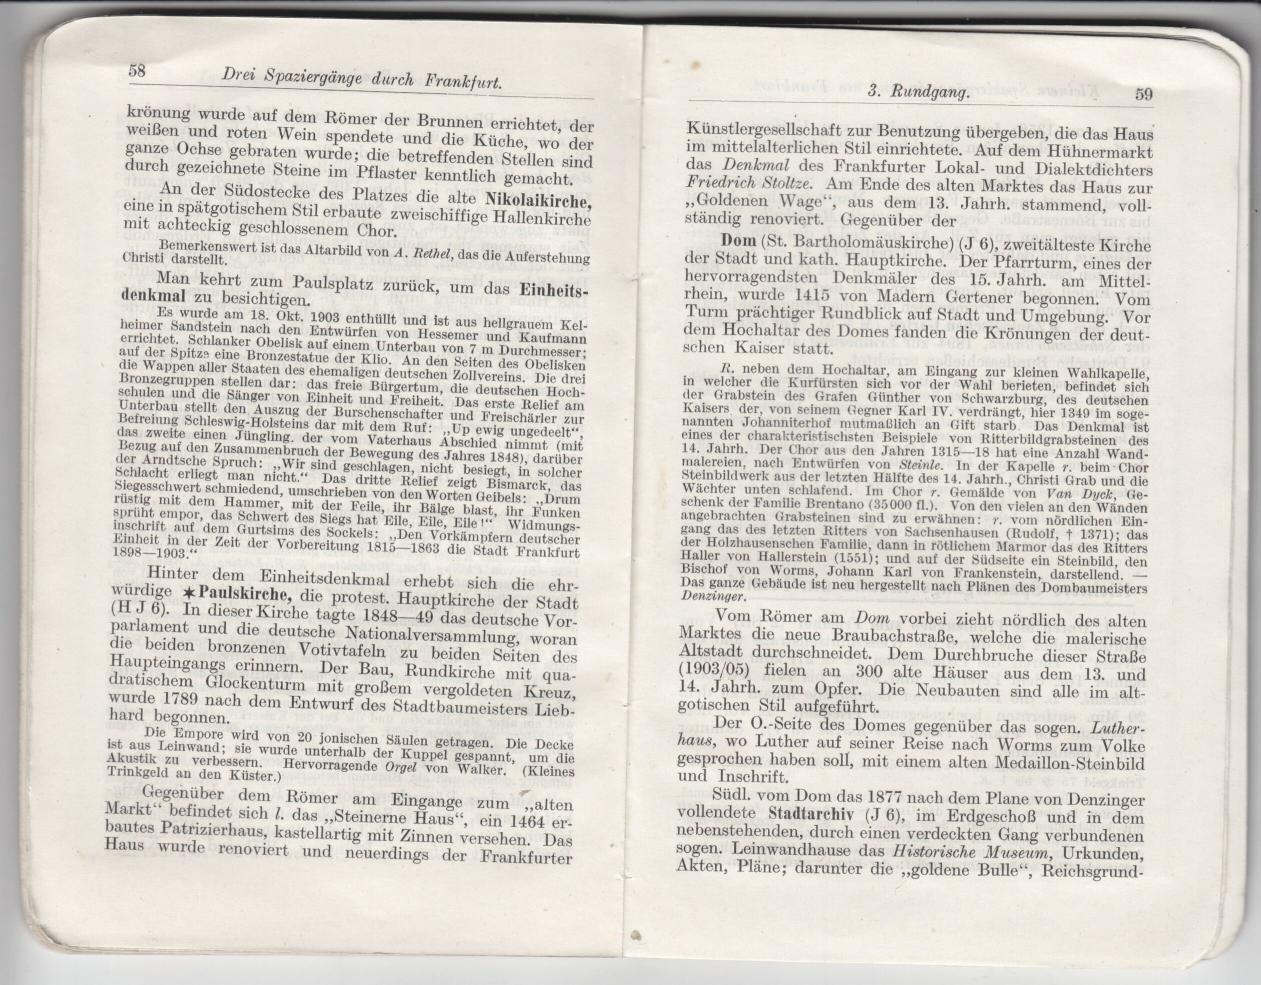 58
Drei Spaziergänge durch Frankfurt.
krönung wurde auf dem Römer der Brunnen errichtet, der
weißen und roten Wein spendete und die Küche, wo der
ganze Ochse gebraten wurde; die betreffenden Stellen sind
durch gezeichnete Steine im Pflaster kenntlich gemacht.
An der Südostecke des Platzes die alte Nikolaikirche,
eine in spätgotischem Stil erbaute zweischiffige Hallenkirche
mit achteckig geschlossenem Chor.
Bemerkenswert ist das Altarbild von A. Rethel, das die Auferstehung
Christi darstellt.
Man kehrt zum Paulsplatz zurück, um das Einheits-
denkmal zu besichtigen.
Es wurde am 18. Okt. 1903 enthüllt und ist aus hellgrauem Kel-
heimer Sandstein nach den Entwürfen von Hessemer und Kaufmann
errichtet. Schlanker Obelisk auf einem Unterbau von 7 m Durchmesser;
auf der Spitze eine Bronzestatue der Klio. An den Seiten des Obelisken
die Wappen aller Staaten des ehemaligen deutschen Zollvereins. Die drei
Bronzegruppen stellen dar: das freie Bürgertum, die deutschen Hoch-
schulen und die Sänger von Einheit und Freiheit. Das erste Relief am
Unterbau stellt den Auszug der Burschenschafter und Freischärler zur
Befreiung Schleswig-Holsteins dar mit dem Ruf: „Up ewig ungedeelt“,
das zweite einen Jüngling, der vom Vaterhaus Abschied nimmt (mit
Bezug auf den Zusammenbruch der Bewegung des Jahres 1848), darüber
der Arndtsche Spruch: „Wir sind geschlagen, nicht besiegt, in solcher
Schlacht erliegt man nicht.“ Das dritte Relief zeigt Bismarck, das
Siegesschwert schmiedend, umschrieben von den Worten Geibels: „Drum
rüstig mit dem Hammer, mit der Feile, ihr Bälge blast, ihr Funken
sprüht empor, das Schwert des Siegs hat Eile, Eile, Eile!“ Widmungs-
inschrift auf dem Gurtsims des Sockels: „Den Vorkämpfern deutscher
Einheit in der Zeit der Vorbereitung 1815—1863 die Stadt Frankfurt
1898—1903.“
Hinter dem Einheitsdenkmal erhebt sich die ehr-
würdige ★Paulskirche, die protest. Hauptkirche der Stadt
(H J 6). In dieser Kirche tagte 1848—49 das deutsche Vor-
parlament und die deutsche Nationalversammlung, woran
die beiden bronzenen Votivtafeln zu beiden Seiten des
Haupteingangs erinnern. Der Bau, Rundkirche mit qua-
dratischem Glockenturm mit großem vergoldeten Kreuz,
wurde 1789 nach dem Entwurf des Stadtbaumeisters Lieb-
hard begonnen.
Die Empore wird von 20 jonischen Säulen getragen. Die Decke
ist aus Leinwand; sie wurde unterhalb der Kuppel gespannt, um die
Akustik zu verbessern. Hervorragende Orgel von Walker. (Kleines
Trinkgeld an den Küster.)
Gegenüber dem Römer am Eingange zum „alten
Markt“ befindet sich l. das „Steinerne Haus“, ein 1464 er-
bautes Patrizierhaus, kastellartig mit Zinnen versehen. Das
Haus wurde renoviert und neuerdings der Frankfurter
3. Rundgang.
59
Künstlergesellschaft zur Benutzung übergeben, die das Haus
im mittelalterlichen Stil einrichtete. Auf dem Hühnermarkt
das Denkmal des Frankfurter Lokal- und Dialektdichters
Friedrich Stoltze. Am Ende des alten Marktes das Haus zur
„Goldenen Wage“, aus dem 13. Jahrh. stammend, voll-
ständig renoviert. Gegenüber der
Dom (St. Bartholomäuskirche) (J 6), zweitälteste Kirche
der Stadt und kath. Hauptkirche. Der Pfarrturm, eines der
hervorragendsten Denkmäler des 15. Jahrh. am Mittel-
rhein, wurde 1415 von Madern Gertener begonnen. Vom
Turm prächtiger Rundblick auf Stadt und Umgebung. Vor
dem Hochaltar des Domes fanden die Krönungen der deut-
schen Kaiser statt.
R. neben dem Hochaltar, am Eingang zur kleinen Wahlkapelle,
in welcher die Kurfürsten sich vor der Wahl berieten, befindet sich
der Grabstein des Grafen Günther von Schwarzburg, des deutschen
Kaisers, der, von seinem Gegner Karl IV. verdrängt, hier 1349 im soge-
nannten Johanniterhof mutmaßlich an Gift starb. Das Denkmal ist
eines der charakteristischsten Beispiele von Ritterbildgrabsteinen des
14. Jahrh. Der Chor aus den Jahren 1315—18 hat eine Anzahl Wand-
malereien, nach Entwürfen von Steinle. In der Kapelle r. beim Chor
Steinbildwerk aus der letzten Hälfte des 14. Jahrh., Christi Grab und die
Wächter unten schlafend. Im Chor r. Gemälde von Van Dyck, Ge-
schenk der Familie Brentano (35 000 fl.). Von den vielen an den Wänden
angebrachten Grabsteinen sind zu erwähnen: r. vom nördlichen Ein-
gang das des letzten Ritters von Sachsenhausen (Rudolf, † 1371); das
der Holzhausenschen Familie, dann in rötlichem Marmor das des Ritters
Haller von Hallerstein (1551); und auf der Südseite ein Steinbild, den
Bischof von Worms, Johann Karl von Frankenstein, darstellend. —
Das ganze Gebäude ist neu hergestellt nach Plänen des Dombaumeisters
Denzinger.
Vom Römer am Dom vorbei zieht nördlich des alten
Marktes die neue Braubachstraße, welche die malerische
Altstadt durchschneidet. Dem Durchbruche dieser Straße
(1903/05) fielen an 300 alte Häuser aus dem 13. und
14. Jahrh. zum Opfer. Die Neubauten sind alle im alt-
gotischen Stil aufgeführt.
Der O.-Seite des Domes gegenüber das sogen. Luther-
haus, wo Luther auf seiner Reise nach Worms zum Volke
gesprochen haben soll, mit einem alten Medaillon-Steinbild
und Inschrift.
Südl. vom Dom das 1877 nach dem Plane von Denzinger
vollendete Stadtarchiv (J 6), im Erdgeschoß und in dem
nebenstehenden, durch einen verdeckten Gang verbundenen
sogen. Leinwandhause das Historische Museum, Urkunden,
Akten, Pläne; darunter die „goldene Bulle“, Reichsgrund-